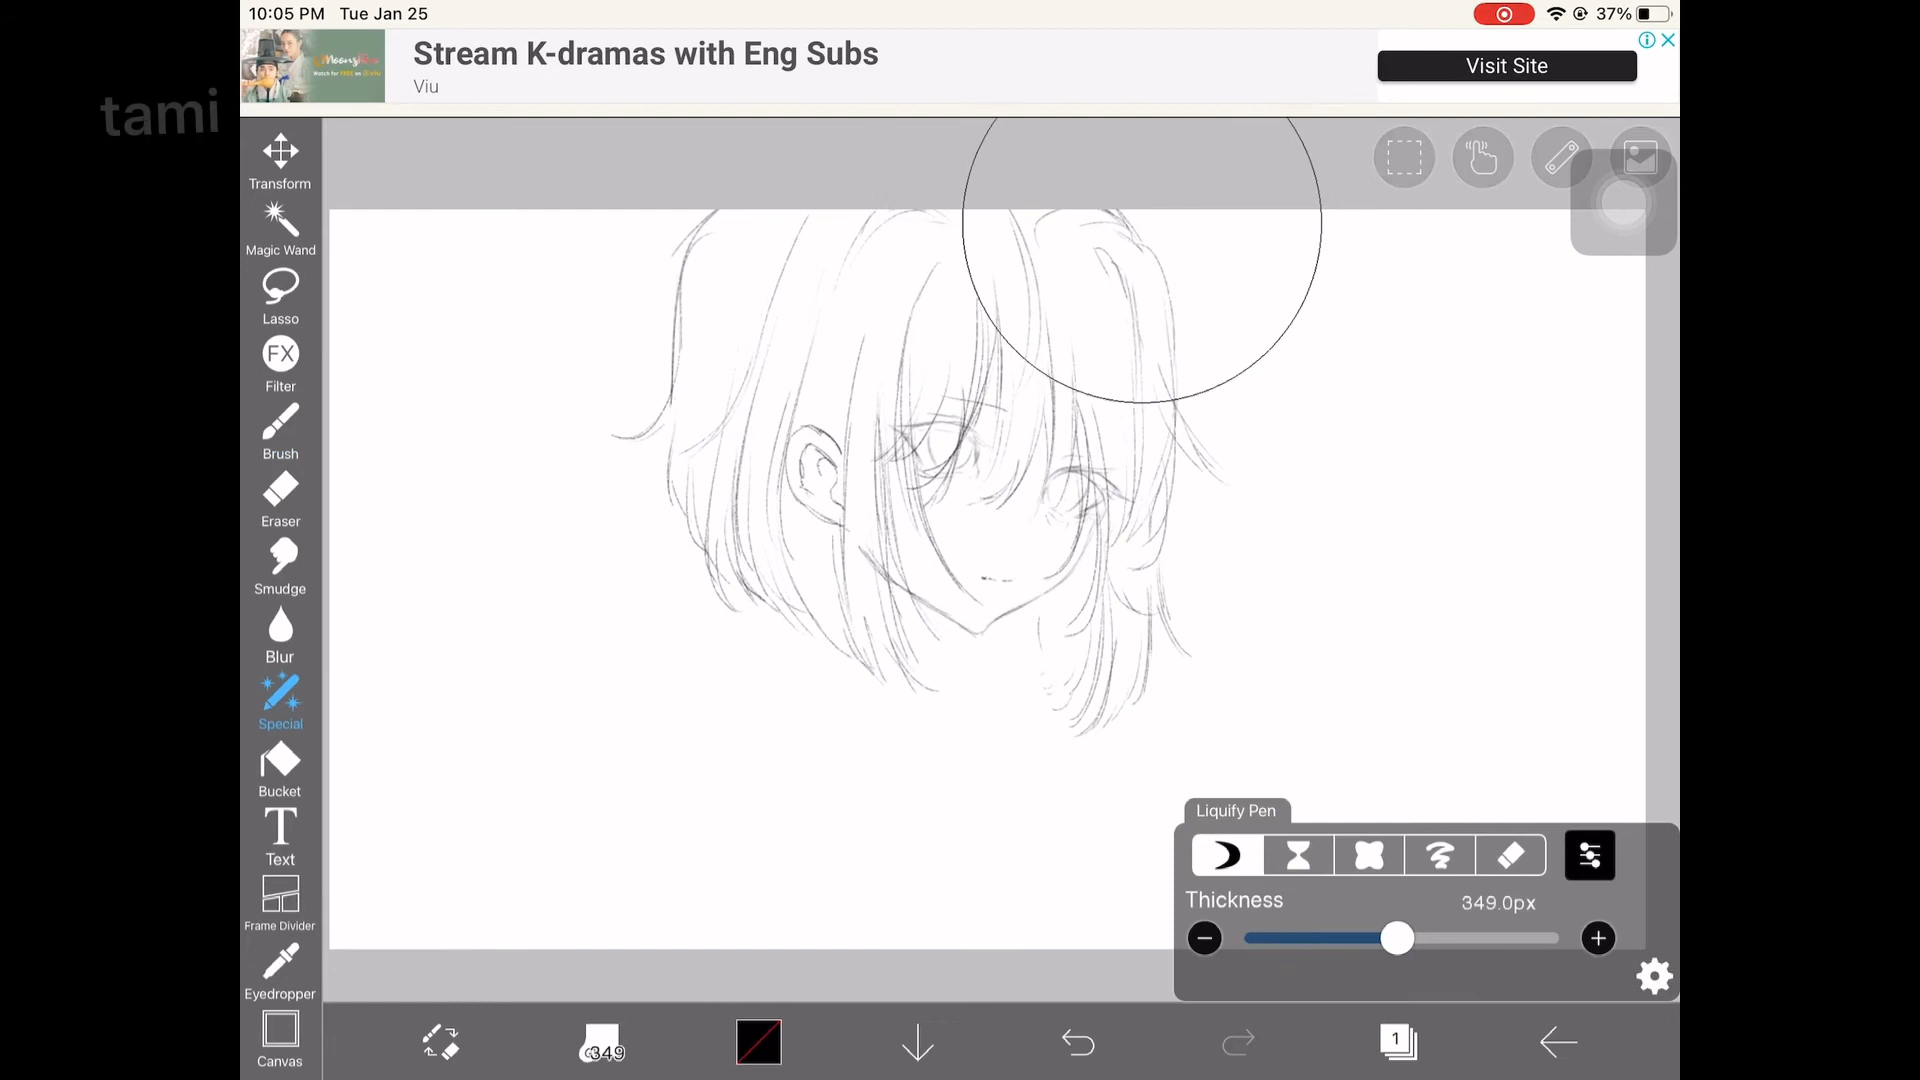 10:05 PM Tue Jan 25
37%
Stream K-dramas with Eng Subs
Viu
Visit Site
tami
Transform
Magic Wand
Lasso
FX
Filter
Brush
Eraser
Smudge
Blur
Special
Bucket
T
Text
Frame Divider
Eyedropper
Canvas
Liquify Pen
Thickness
349.0px
349
1